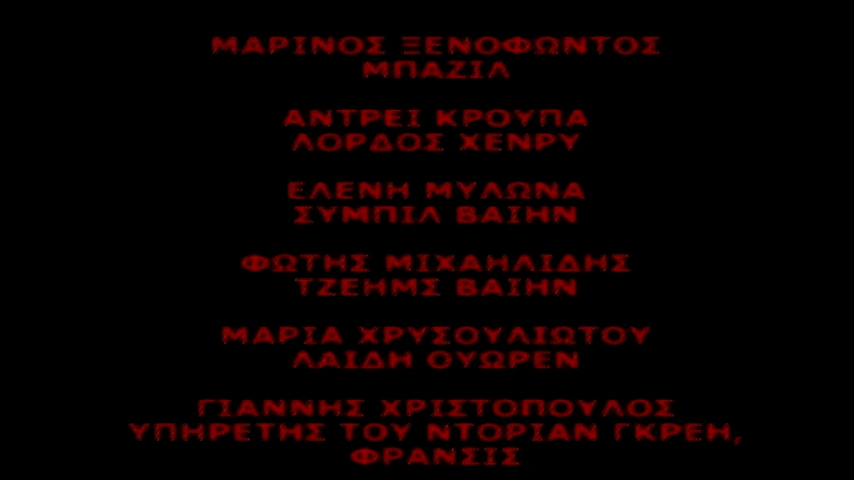 ΜΑΡΙΝΟΣ ΞΕΝΟΦΩΝΤΟΣ
ΜΠΑΖΙΛ
ΑΝΤΡΕΙ ΚΡΟΥΠΑ
ΛΟΡΔΟΣ ΧΕΝΡΥ
ΕΛΕΝΗ ΜΥΛΩΝΑ
ΣΥΜΠΙΛ ΒΑΙΗΝ
ΦΩΤΗΣ ΜΙΧΑΗΛΙΔΗΣ
ΤΖΕΗΜΣ ΒΑΙΗΝ
ΜΑΡΙΑ ΧΡΥΣΟΥΛΙΩΤΟΥ
ΛΑΙΔΗ ΟΥΩΡΕΝ
ΓΙΑΝΝΗΣ ΧΡΙΣΤΟΠΟΥΛΟΣ
ΥΠΗΡΕΤΗΣ ΤΟΥ ΝΤΟΡΙΑΝ ΓΚΡΕΗ,
ΦΡΑΝΣΙΣ